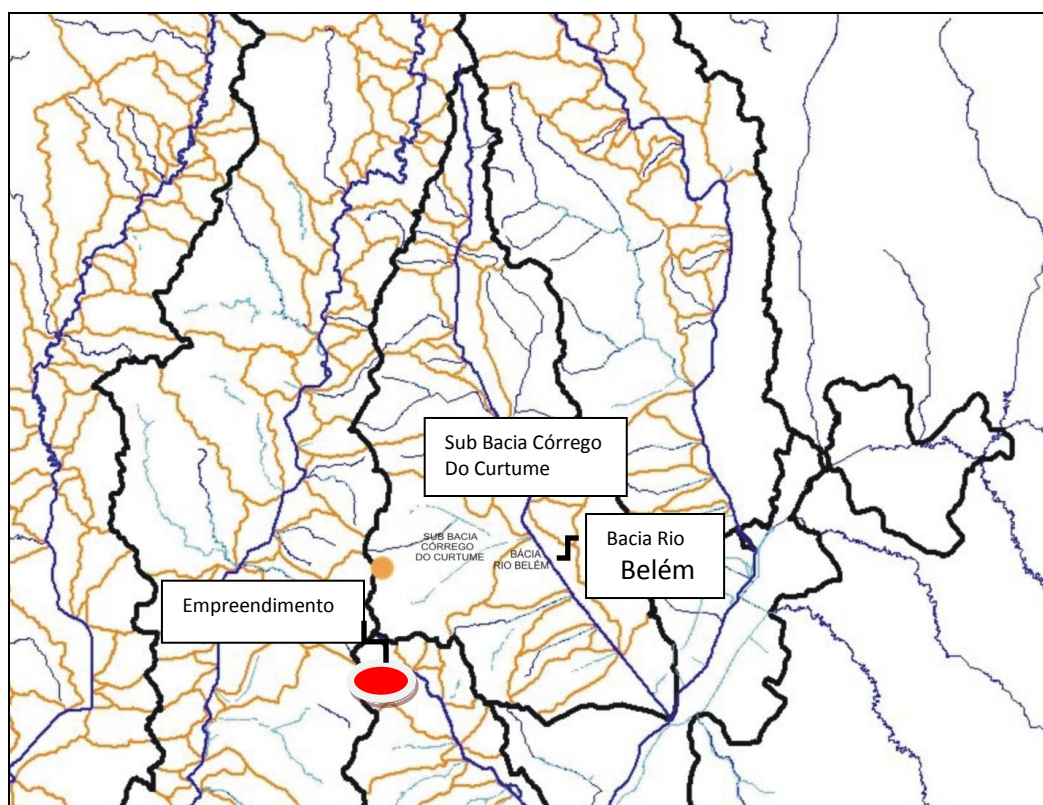 Sub Bacia Córrego
Do Curtume
SUB BACIA
CÓRREGO
DO CURTUME
BACIA
RIO BELÉM
Bacia Rio
Belém
Empreendimento